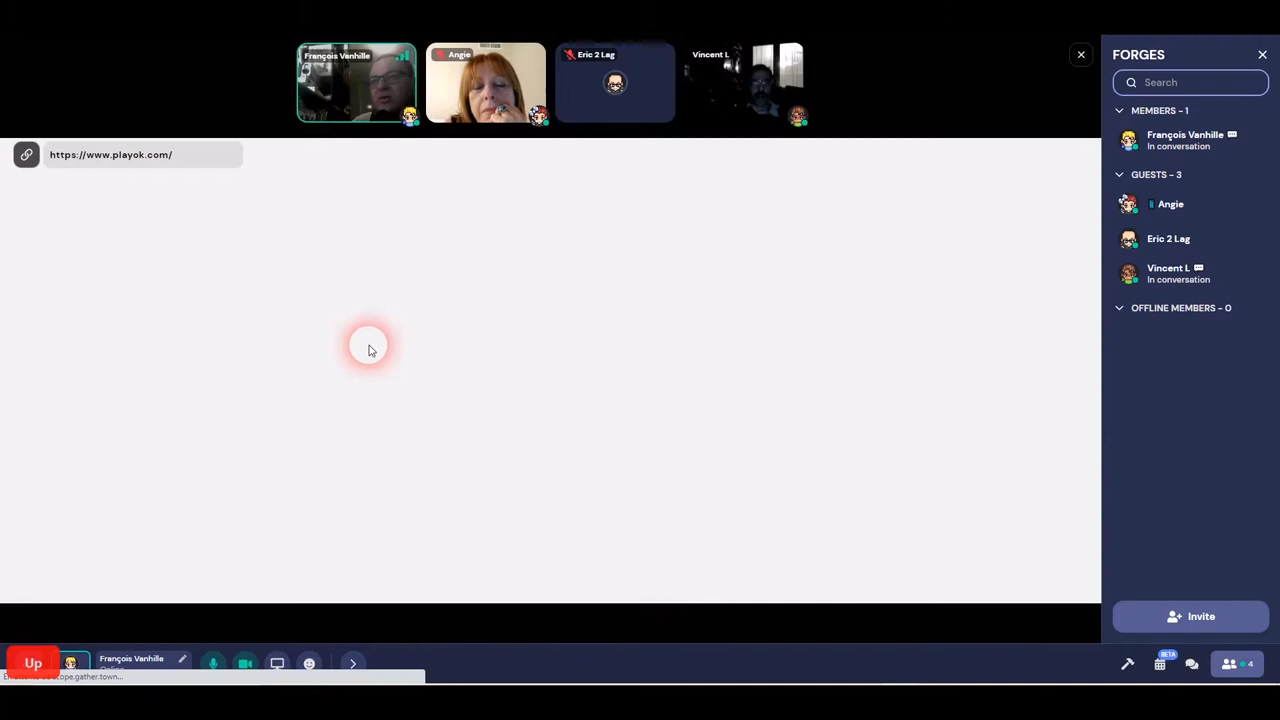 François Vanhille
Angie
Eric 2 Lag
Vincent L
https://www.playok.com/
FORGES
Search
MEMBERS - 1
François Vanhille
In conversation
GUESTS - 3
Angie
Eric 2 Lag
Vincent L
In conversation
OFFLINE MEMBERS - 0
Invite
Up
François Vanhille
Online
BETA
4